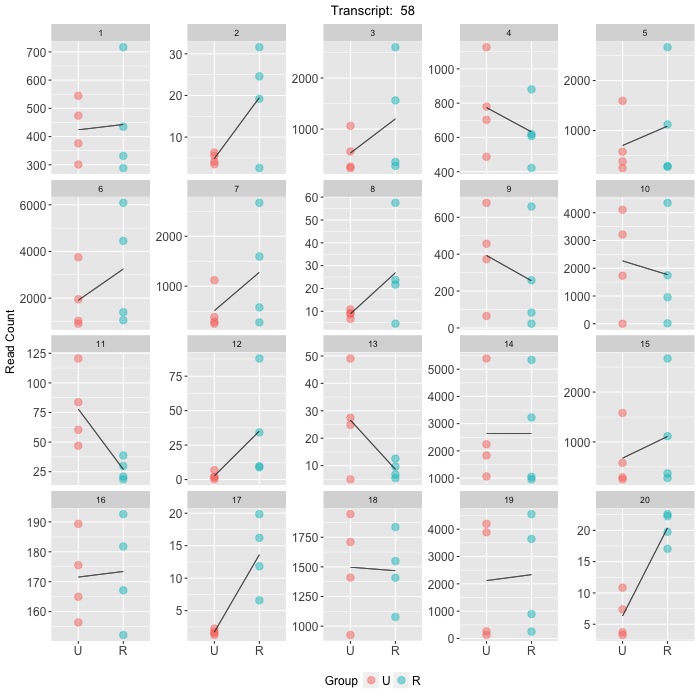 Transcript: 58
1 2 3 4 5
700 600 500 400 300
30 20 10
2000 1000
1000 800 600 400
2000 1000
6 7 8 9 10
6000 4000 2000
2000 1000
60 50 40 30 20 10
600 400 200 0
4000 3000 2000 1000 0
Read Count
11 12 13 14 15
125 100 75 50 25
75 50 25 0
50 40 30 20 10
5000 4000 3000 2000 1000
2000 1000
16 17 18 19 20
190 180 170 160
20 15 10 5
1750 1500 1250 1000
4000 3000 2000 1000 0
20 15 10 5
U R U R U R U R U R
Group U R